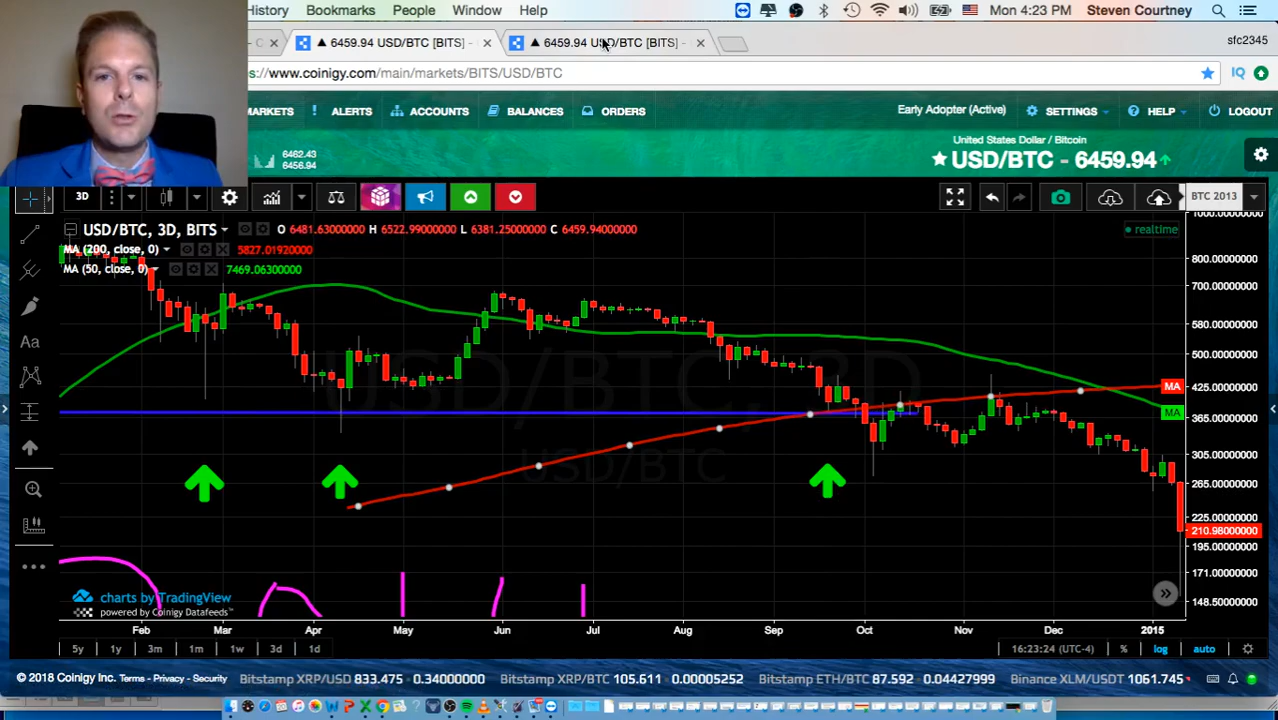 History Bookmarks People Window Help Mon 4:23 PM Steven Courtney
▲ 6459.94 USD/BTC [BITS] - ▲ 6459.94 USD/BTC [BITS] - sfc2345
s://www.coinigy.com/main/markets/BITS/USD/BTC
MARKETS ALERTS ACCOUNTS BALANCES ORDERS Early Adopter (Active) SETTINGS HELP LOGOUT
United States Dollar / Bitcoin
6462.43
6456.94
USD/BTC - 6459.94
3D BTC 2013
USD/BTC, 3D, BITS O 6481.63000000 H 6522.99000000 L 6381.25000000 C 6459.94000000 realtime
MA (200, close, 0) 5827.01920000
MA (50, close, 0) 7469.06300000
1000.00000000
800.00000000
700.00000000
580.00000000
500.00000000
425.00000000
365.00000000
305.00000000
265.00000000
225.00000000
210.98000000
195.00000000
171.00000000
148.50000000
MA
MA
USD/BTC, 3D
USD/BTC
charts by TradingView
powered by Coinigy Datafeeds™
Feb Mar Apr May Jun Jul Aug Sep Oct Nov Dec 2015
5y 1y 3m 1m 1w 3d 1d 16:23:24 (UTC-4) % log auto
© 2018 Coinigy Inc. Terms - Privacy - Security Bitstamp XRP/USD 833.475 0.34000000 Bitstamp XRP/BTC 105.611 0.00005252 Bitstamp ETH/BTC 87.592 0.04427999 Binance XLM/USDT 1061.745